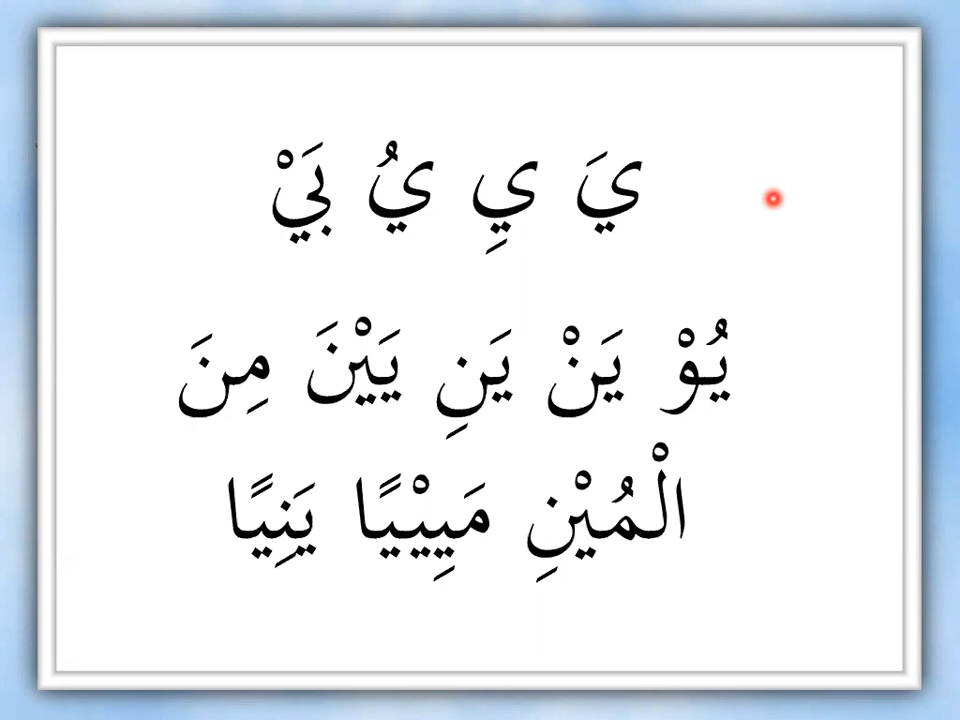 يَ يِ يُ بَيْ
يُوْ يَنْ يَنِ يَيْنَ مِنَ
الْمُيْنِ مَيِيْيًا يَنِيًا